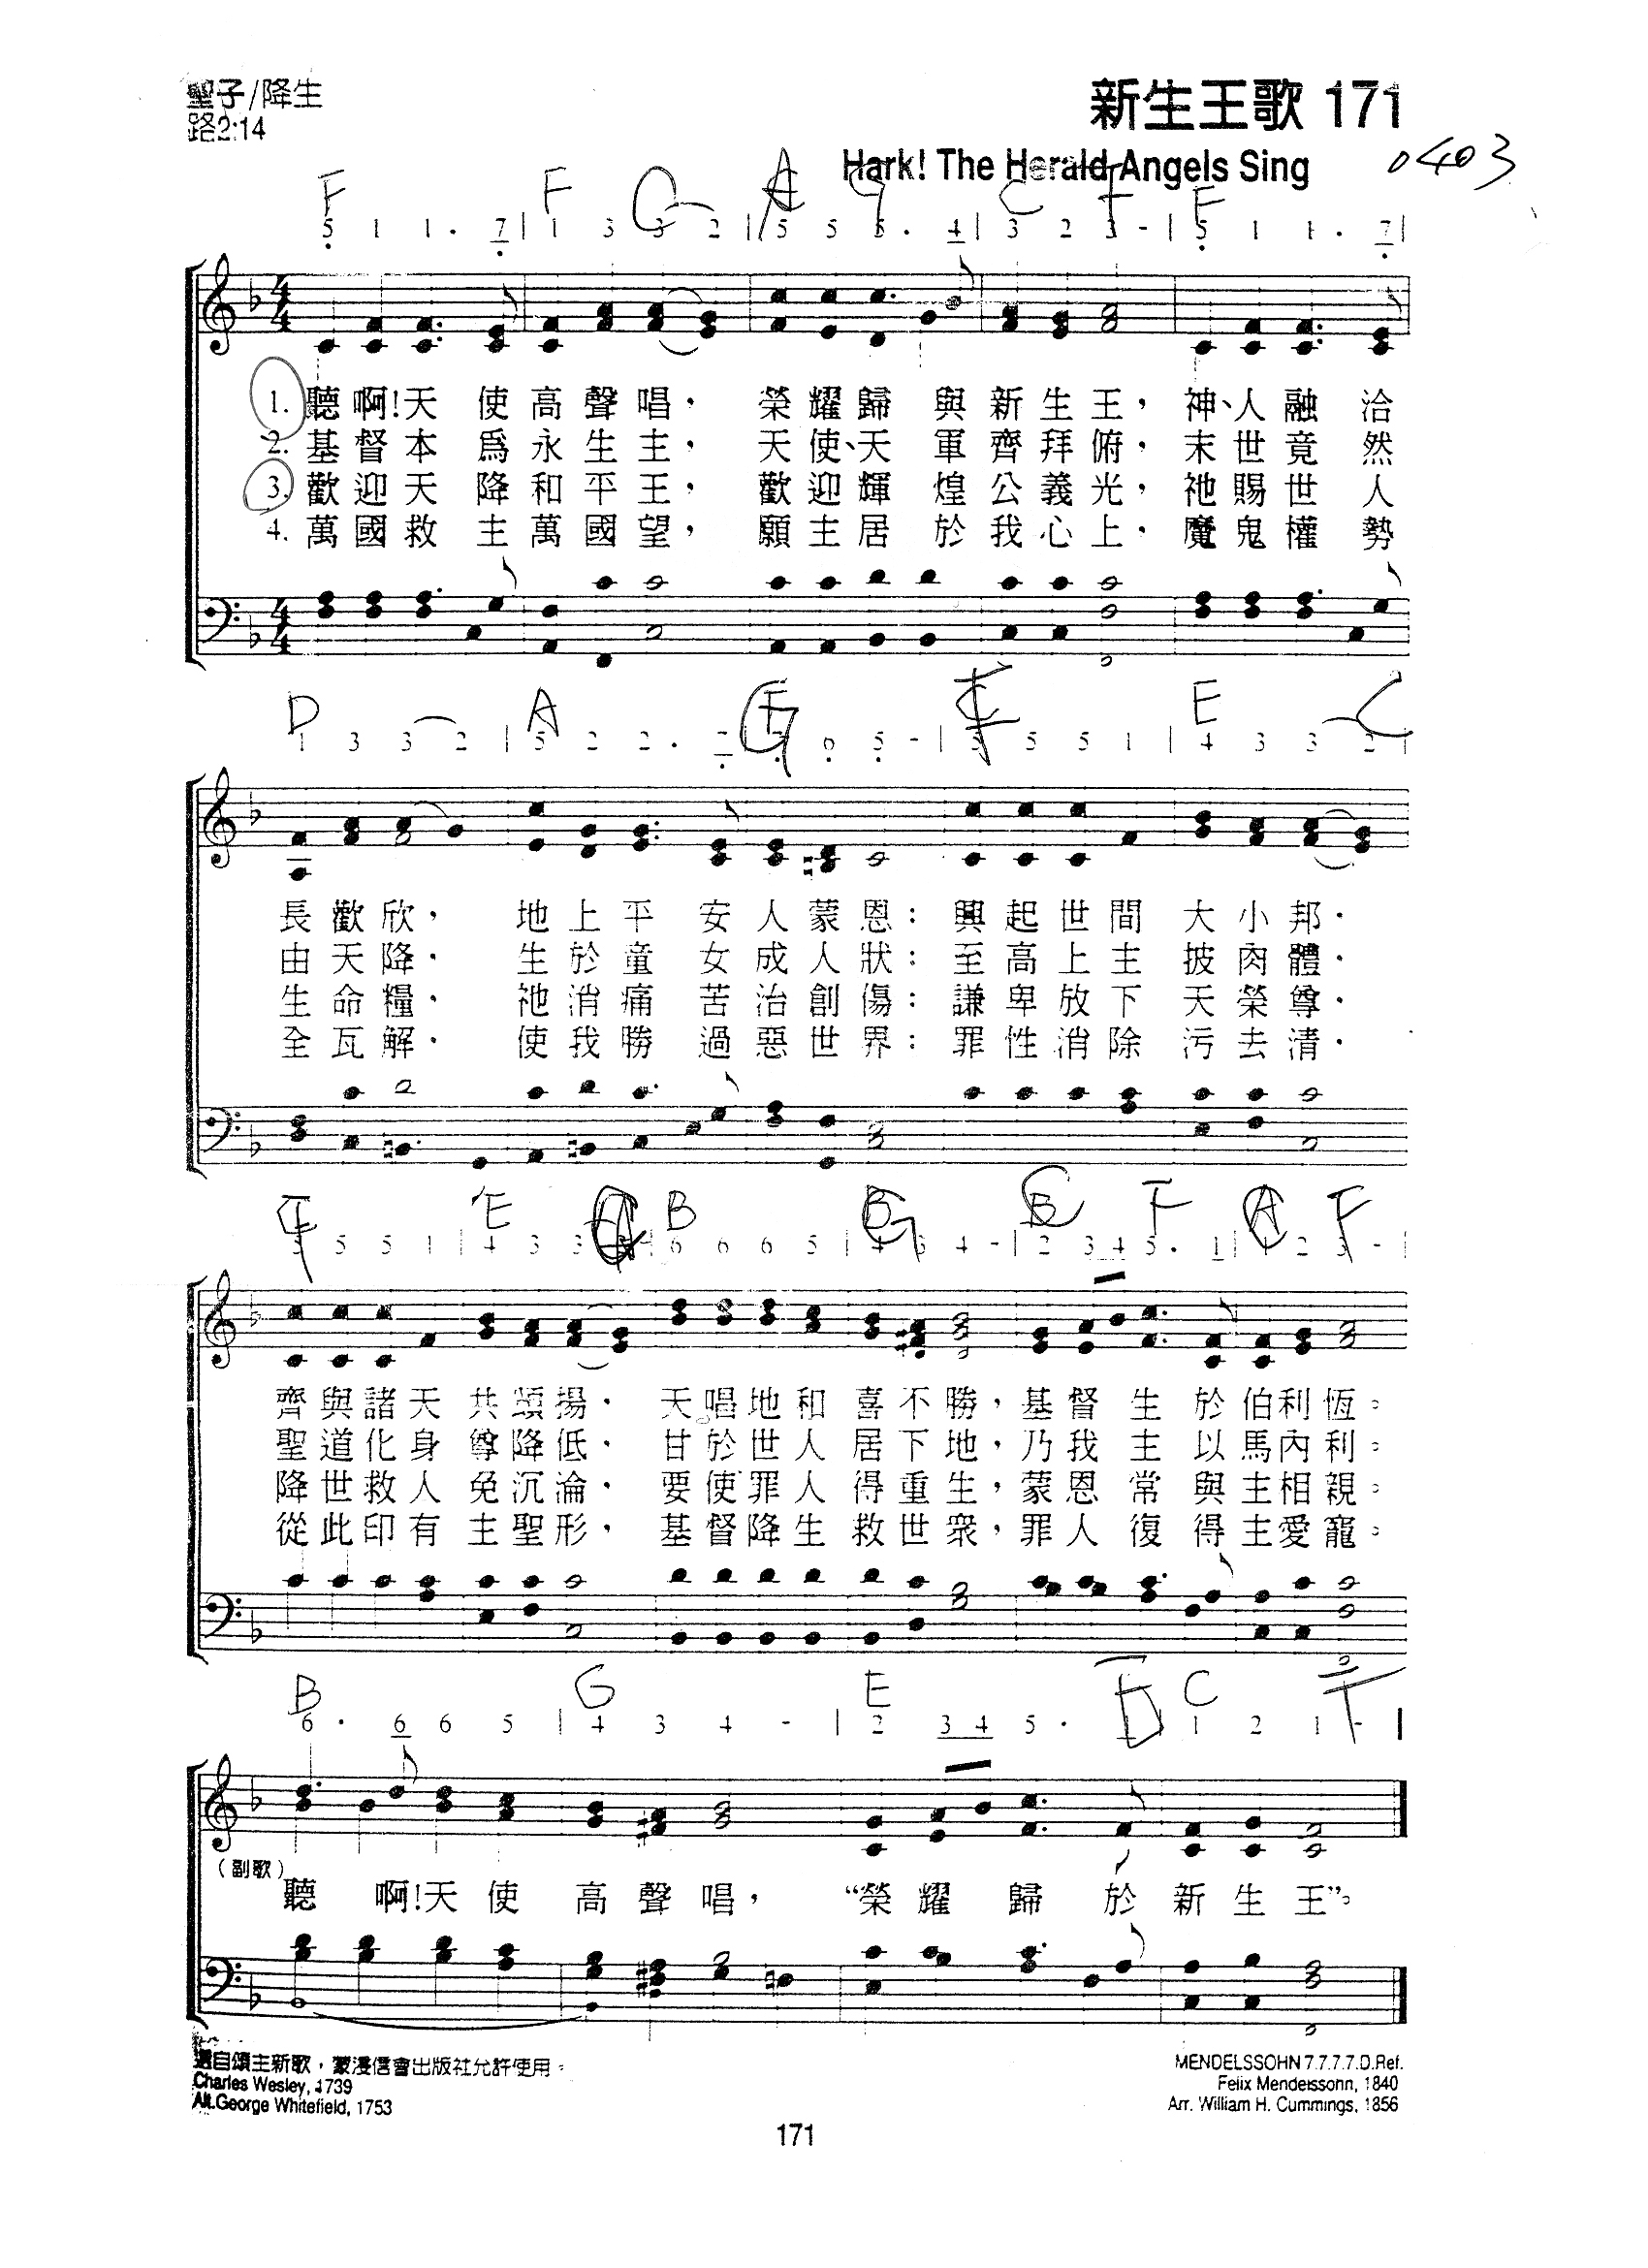 聖子/降生
路2:14
新生王歌 171
Hark! The Herald Angels Sing
0403
F F C A G C F F
5 1 1 . 7 | 1 3 3 2 | 5 5 5 . 4 | 3 2 3 - | 5 1 1 . 7 |
1. 聽啊!天使高聲唱，榮耀歸與新生王，神、人融洽
2. 基督本為永生主，天使、天軍齊拜俯，末世竟然
3. 歡迎天降和平王，歡迎輝煌公義光，祂賜世人
4. 萬國救主萬國望，願主居於我心上，魔鬼權勢
D A G E C
1 3 3 2 | 5 2 2 . 7 | 7 6 5 - | 5 5 5 1 | 4 3 3 2 |
長歡欣，地上平安人蒙恩：興起世間大小邦，
由天降，生於童女成人狀：至高上主披肉體，
生命糧，祂消痛苦治創傷：謙卑放下天榮尊，
全瓦解，使我勝過惡世界：罪性消除污去清，
E B G C F A F
5 5 5 1 | 4 3 3 2 | 6 6 6 5 | 4 3 4 - | 2 3 4 5 . 1 | 1 2 3 - |
齊與諸天共頌揚，天唱地和喜不勝，基督生於伯利恆。
聖道化身尊降低，甘於世人居下地，乃我主以馬內利。
降世救人免沉淪，要使罪人得重生，蒙恩常與主相親。
從此印有主聖形，基督降生救世眾，罪人復得主愛寵。
B G E D C F
6 . 6 6 5 | 4 3 4 - | 2 3 4 5 . 1 | 1 2 1 - |
(副歌)
聽啊!天使高聲唱，“榮耀歸於新生王”。
選自頌主新歌，蒙浸信會出版社允許使用。
Charles Wesley, 1739
Alt.George Whitefield, 1753
MENDELSSOHN 7.7.7.7.D.Ref.
Felix Mendelssohn, 1840
Arr. William H. Cummings, 1856
171